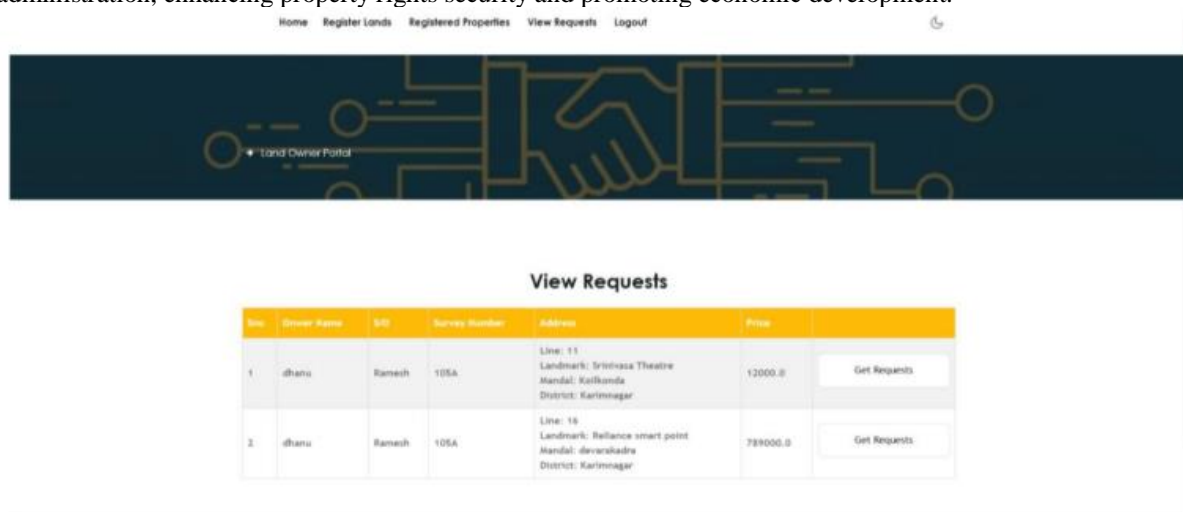 administration, enhancing property rights security and promoting economic development.
Home Register Lands Registered Properties View Requests Logout
Land Owner Portal
View Requests
Sno Owner Name S/O Survey Number Address Price
1 dhanu Ramesh 105A
Line: 11
Landmark: Srinivasa Theatre
Mandal: Koilkonda
District: Karimnagar
12000.0 Get Requests
2 dhanu Ramesh 105A
Line: 16
Landmark: Reliance smart point
Mandal: devarakadra
District: Karimnagar
789000.0 Get Requests